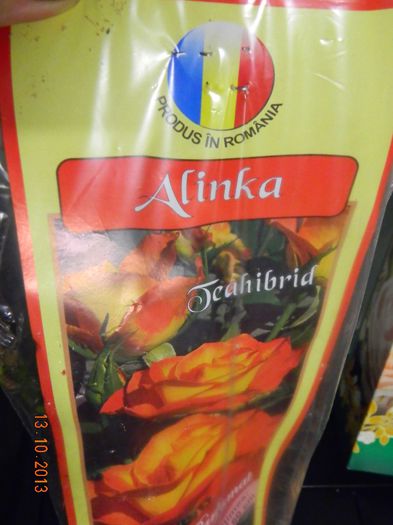 PRODUS ÎN ROMÂNIA
Alinka
Teahibrid
13.10.2013